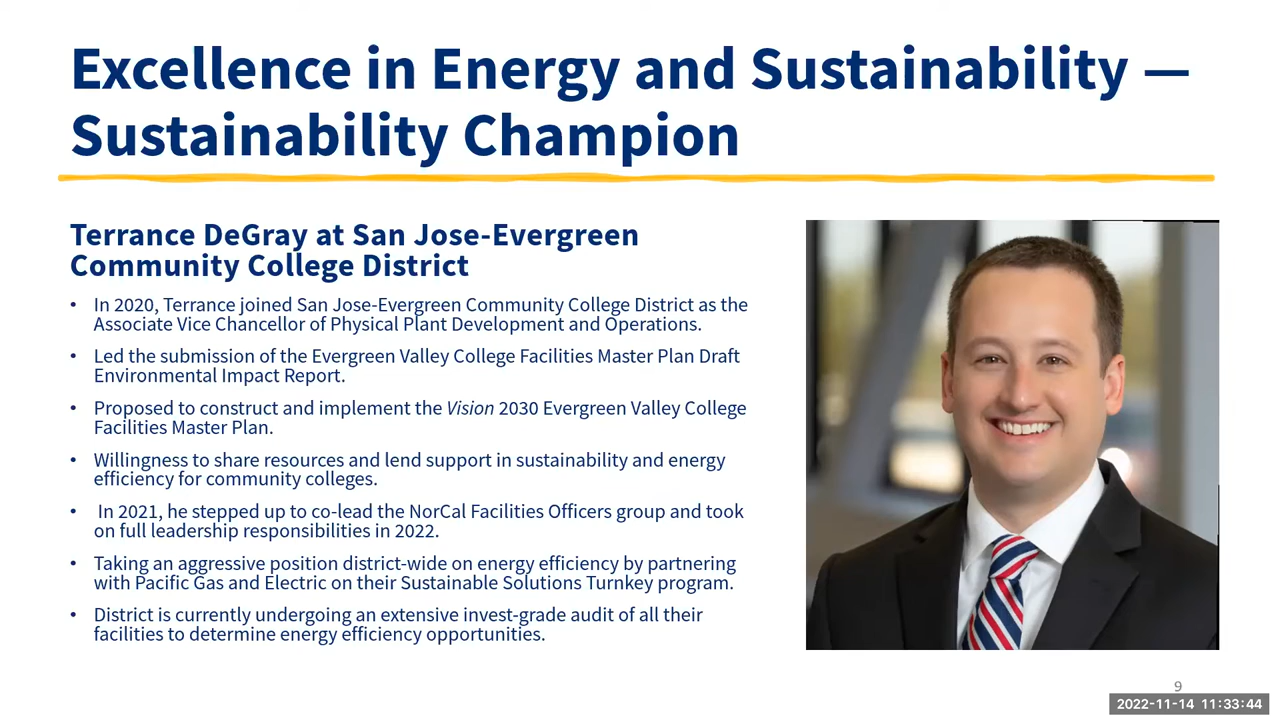 Excellence in Energy and Sustainability —
Sustainability Champion
Terrance DeGray at San Jose-Evergreen
Community College District
• In 2020, Terrance joined San Jose-Evergreen Community College District as the
Associate Vice Chancellor of Physical Plant Development and Operations.
• Led the submission of the Evergreen Valley College Facilities Master Plan Draft
Environmental Impact Report.
• Proposed to construct and implement the Vision 2030 Evergreen Valley College
Facilities Master Plan.
• Willingness to share resources and lend support in sustainability and energy
efficiency for community colleges.
• In 2021, he stepped up to co-lead the NorCal Facilities Officers group and took
on full leadership responsibilities in 2022.
• Taking an aggressive position district-wide on energy efficiency by partnering
with Pacific Gas and Electric on their Sustainable Solutions Turnkey program.
• District is currently undergoing an extensive invest-grade audit of all their
facilities to determine energy efficiency opportunities.
9
2022-11-14 11:33:44